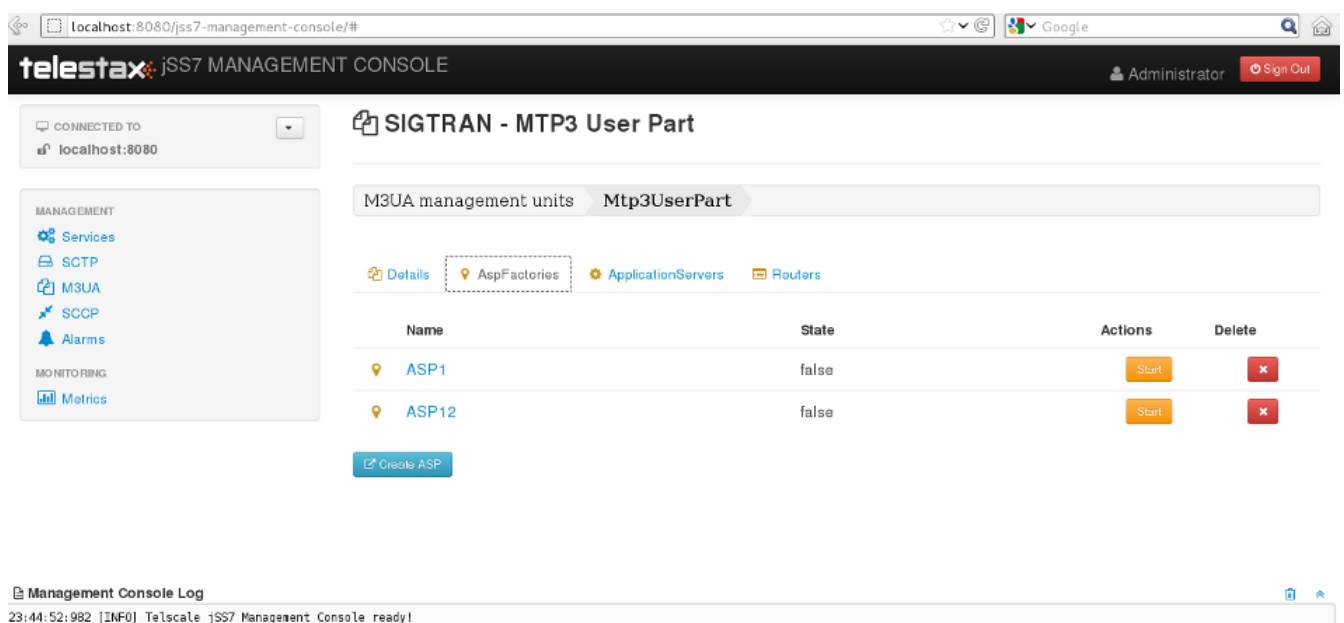 localhost:8080/jss7-management-console/#
Google
telestax jSS7 MANAGEMENT CONSOLE
Administrator
Sign Out
CONNECTED TO
localhost:8080
SIGTRAN - MTP3 User Part
M3UA management units Mtp3UserPart
MANAGEMENT
Services
SCTP
M3UA
SCCP
Alarms
MONITORING
Metrics
Details AspFactories ApplicationServers Routers
Name State Actions Delete
ASP1 false Start
ASP12 false Start
Create ASP
Management Console Log
23:44:52:982 [INFO] Telscale jSS7 Management Console ready!